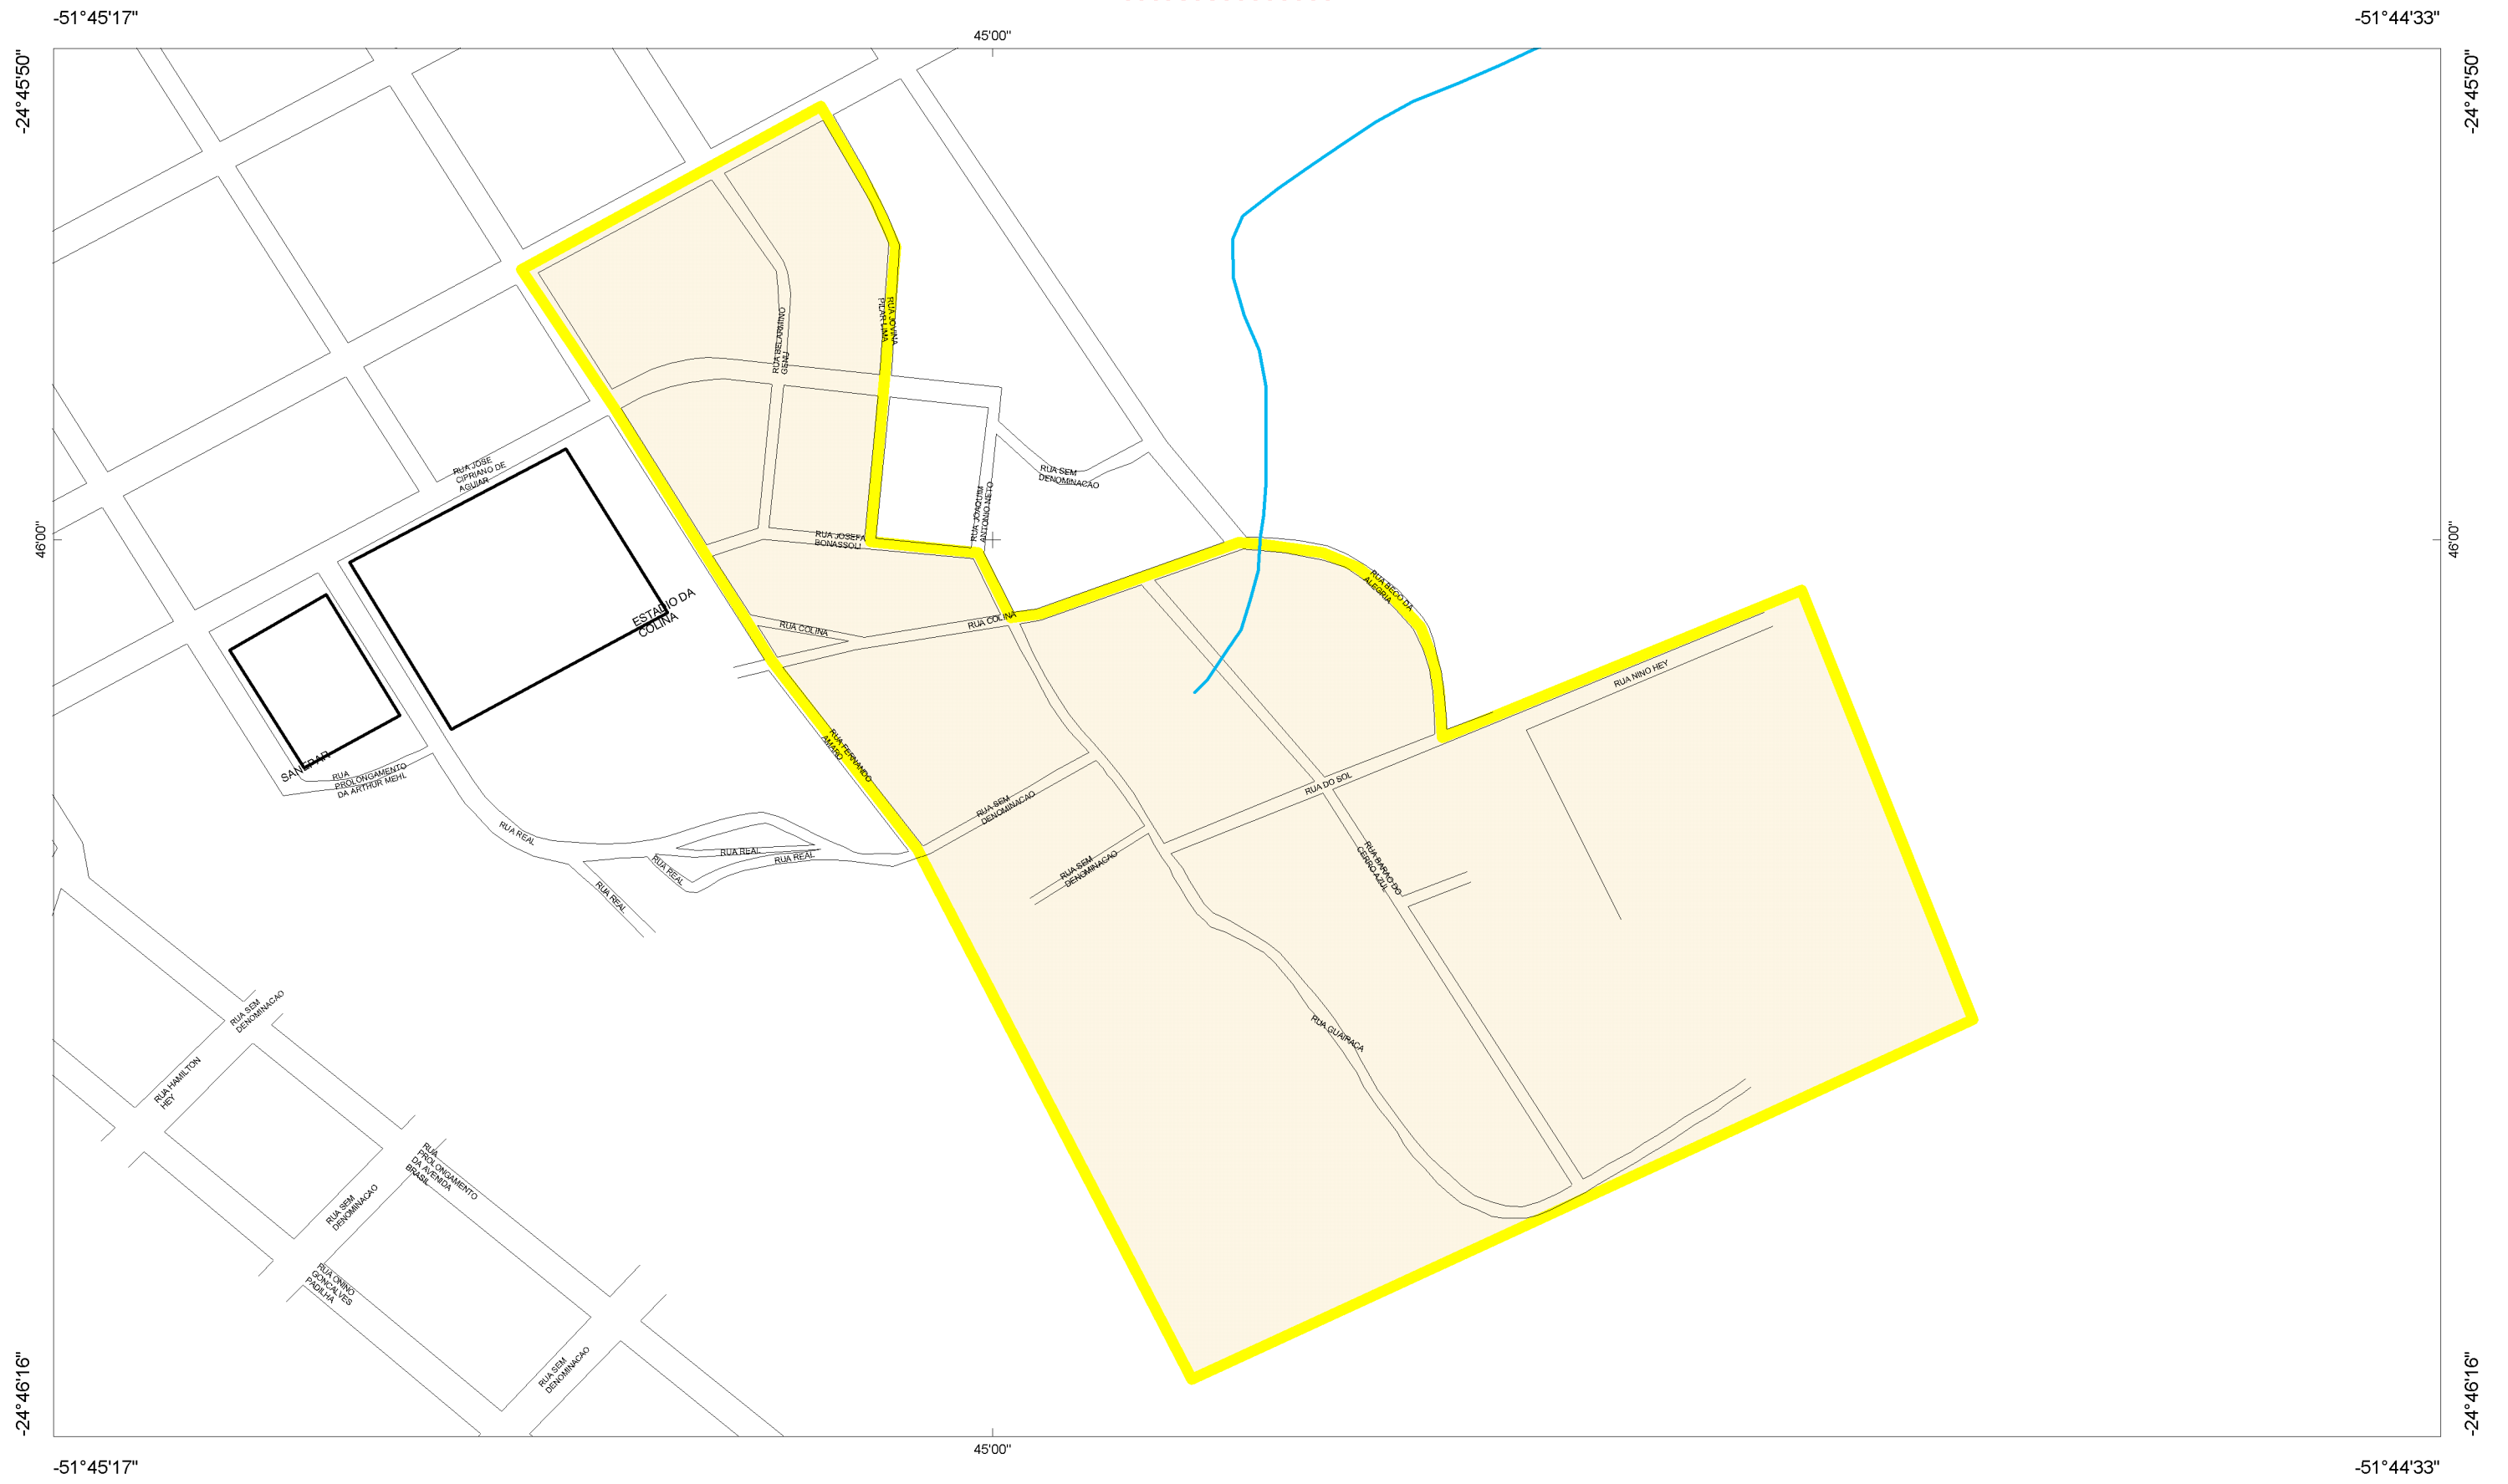 -51°45'17"
-51°44'33"
45'00"
-24°45'50"
-24°45'50"
RUA JOVINA
PILAR LIMA
RUA BELARMINO
GENU
RUA JOSE
CIPRIANO DE
AGUIAR
RUA SEM
DENOMINACAO
RUA JOAQUIM
ANTONIO NETO
46'00"
46'00"
RUA JOSEFA
BONASSOLI
RUA BECO DA
ALEGRIA
ESTADIO DA
COLINA
RUA COLINA
RUA COLINA
RUA NINO HEY
RUA FERNANDO
AMARO
SANEPAR
RUA
PROLONGAMENTO
DA ARTHUR MEHL
RUA DO SOL
RUA SEM
DENOMINACAO
RUA REAL
RUA REAL
RUA REAL
RUA REAL
RUA REAL
RUA SEM
DENOMINACAO
RUA BARAO DO
CERRO AZUL
RUA SEM
DENOMINACAO
RUA GUAIRACA
RUA HAMILTON
HEY
RUA
PROLONGAMENTO
DA AVENIDA
BRASIL
RUA SEM
DENOMINACAO
RUA ONINO
GONCALVES
PADILHA
RUA SEM
DENOMINACAO
-24°46'16"
-24°46'16"
45'00"
-51°45'17"
-51°44'33"